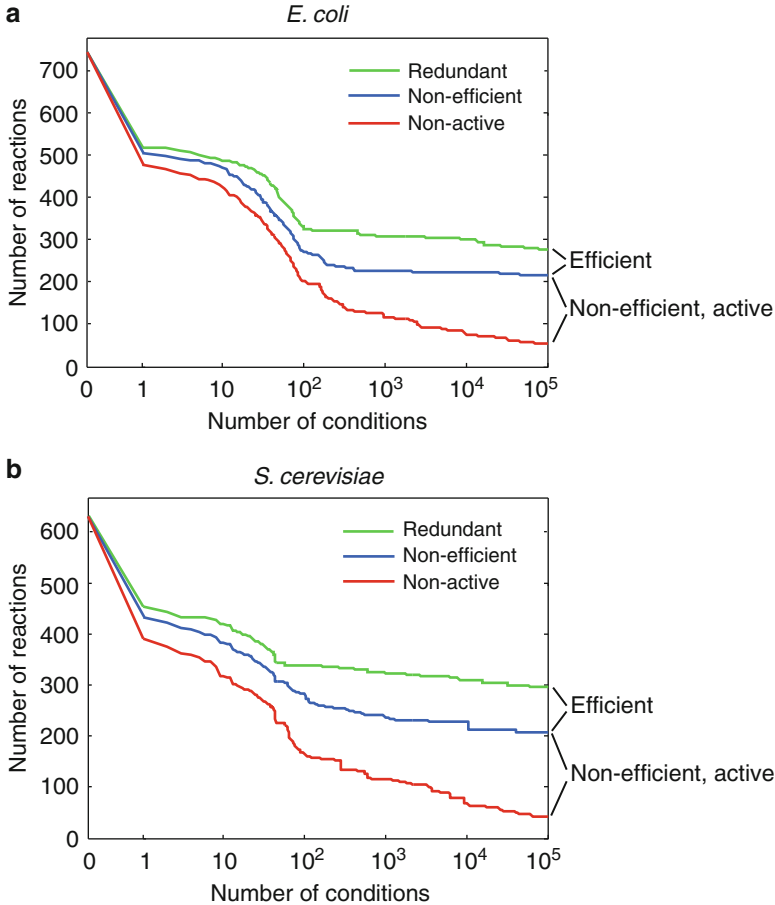 a
E. coli
Number of reactions
700
600
500
400
300
200
100
0
Redundant
Non-efficient
Non-active
Efficient
Non-efficient, active
0 1 10 10² 10³ 10⁴ 10⁵
Number of conditions
b
S. cerevisiae
Number of reactions
600
500
400
300
200
100
0
Redundant
Non-efficient
Non-active
Efficient
Non-efficient, active
0 1 10 10² 10³ 10⁴ 10⁵
Number of conditions